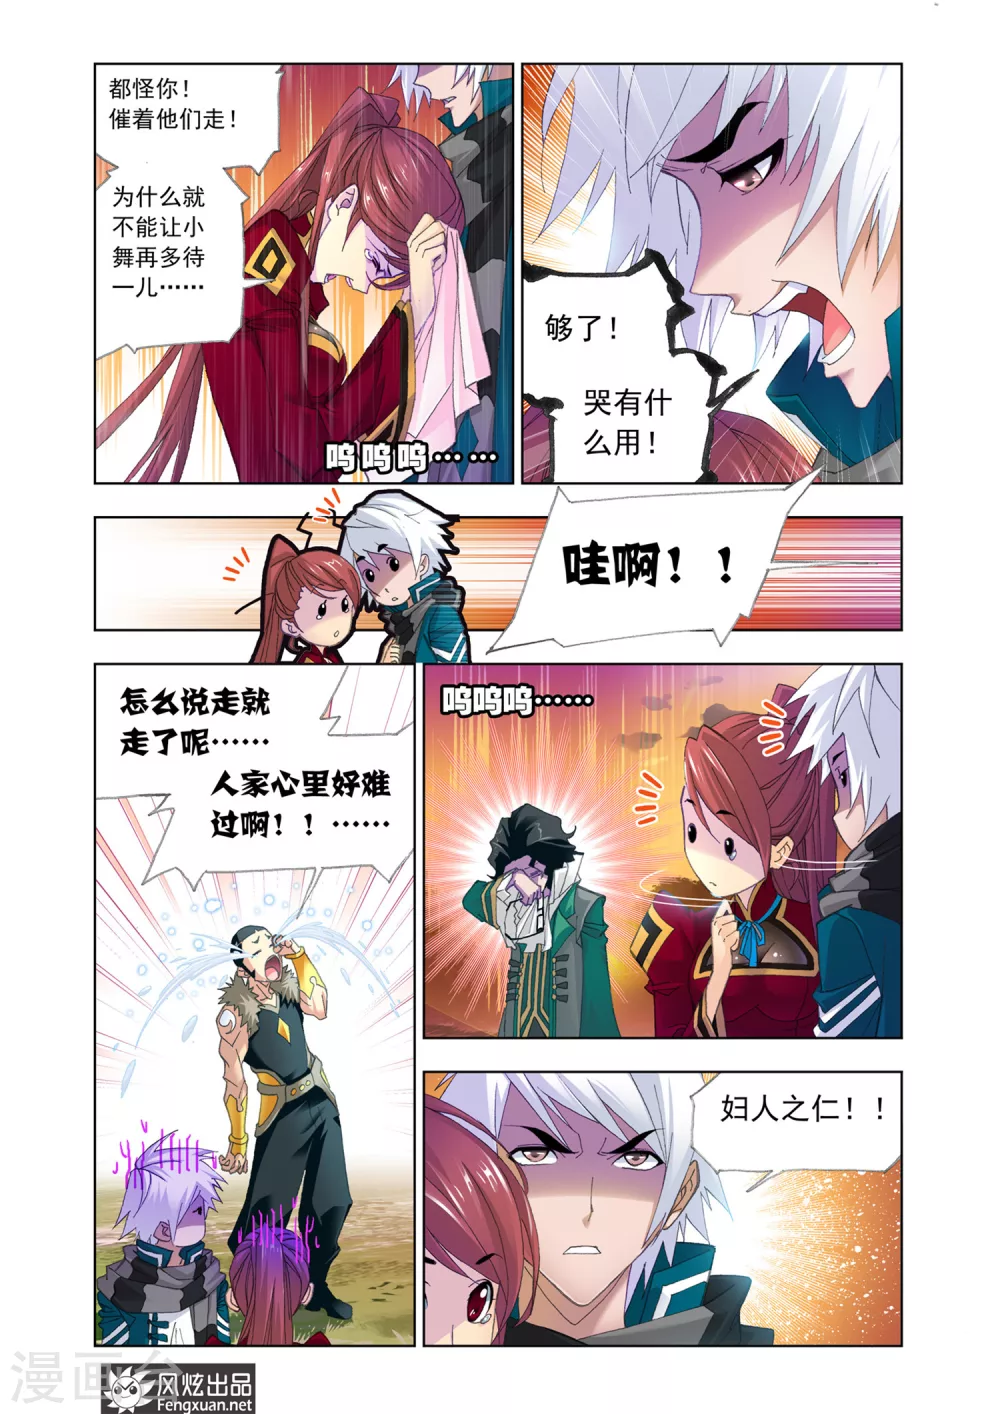 都怪你！
催着他们走！
为什么就
不能让小
舞再多待
一儿……
呜呜呜……
够了！
哭有什
么用！
哇啊！！
怎么说走就
走了呢……
人家心里好难
过啊！！……
呜呜呜……
妇人之仁！！
漫画台
风炫出品
Fengxuan.net